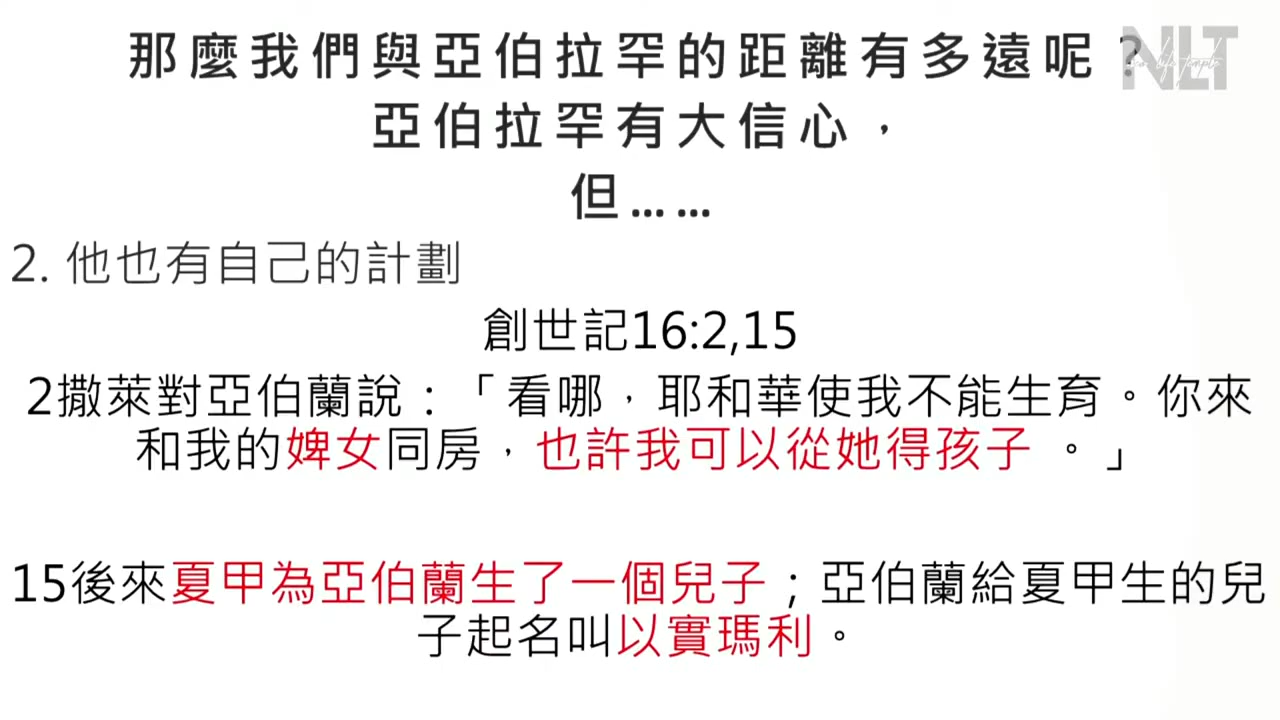 那麼我們與亞伯拉罕的距離有多遠呢？
NLT
new life temple
亞伯拉罕有大信心，
但……
2. 他也有自己的計劃
創世記16:2,15
2撒萊對亞伯蘭說：「看哪，耶和華使我不能生育。你來
和我的婢女同房，也許我可以從她得孩子 。」
15後來夏甲為亞伯蘭生了一個兒子；亞伯蘭給夏甲生的兒
子起名叫以實瑪利。